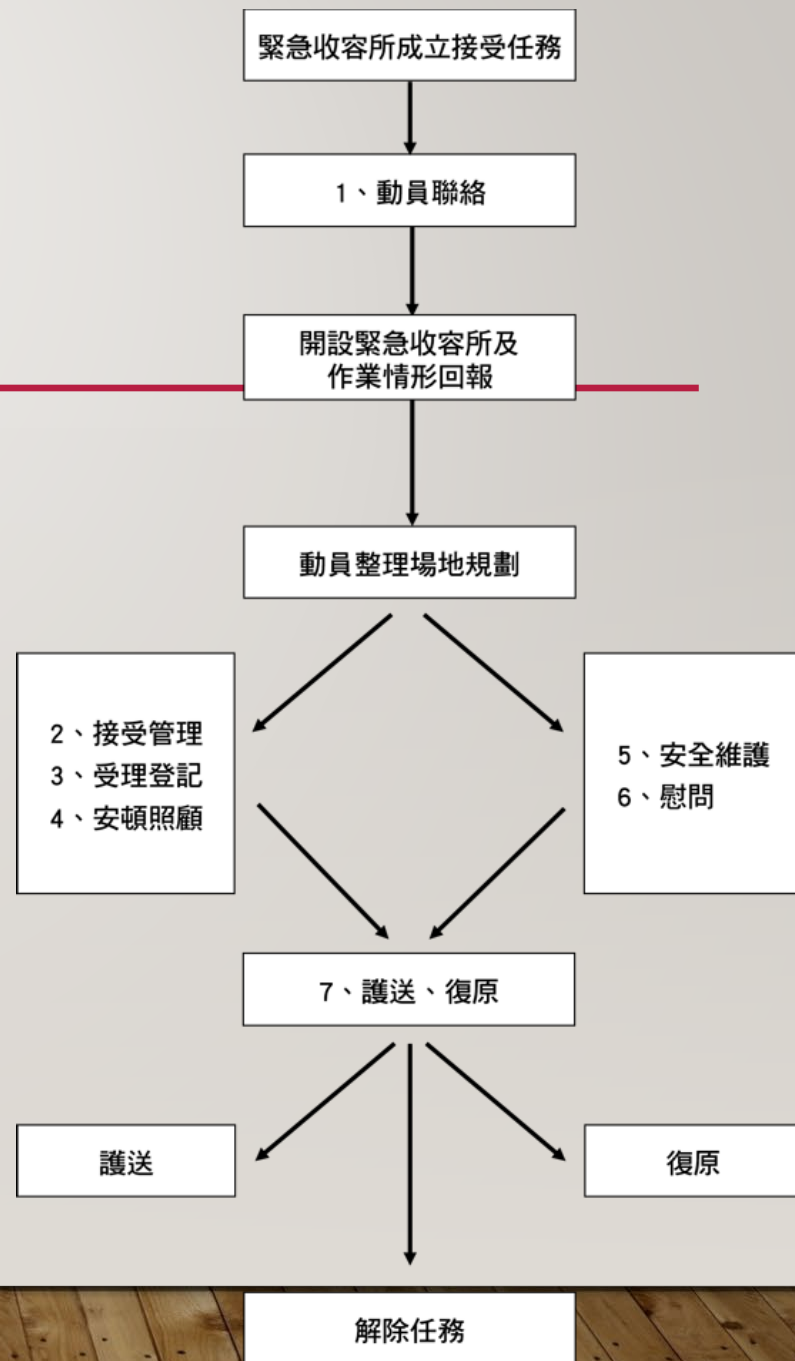 緊急收容所成立接受任務
1、動員聯絡
開設緊急收容所及
作業情形回報
動員整理場地規劃
2、接受管理
3、受理登記
4、安頓照顧
5、安全維護
6、慰問
7、護送、復原
護送
復原
解除任務